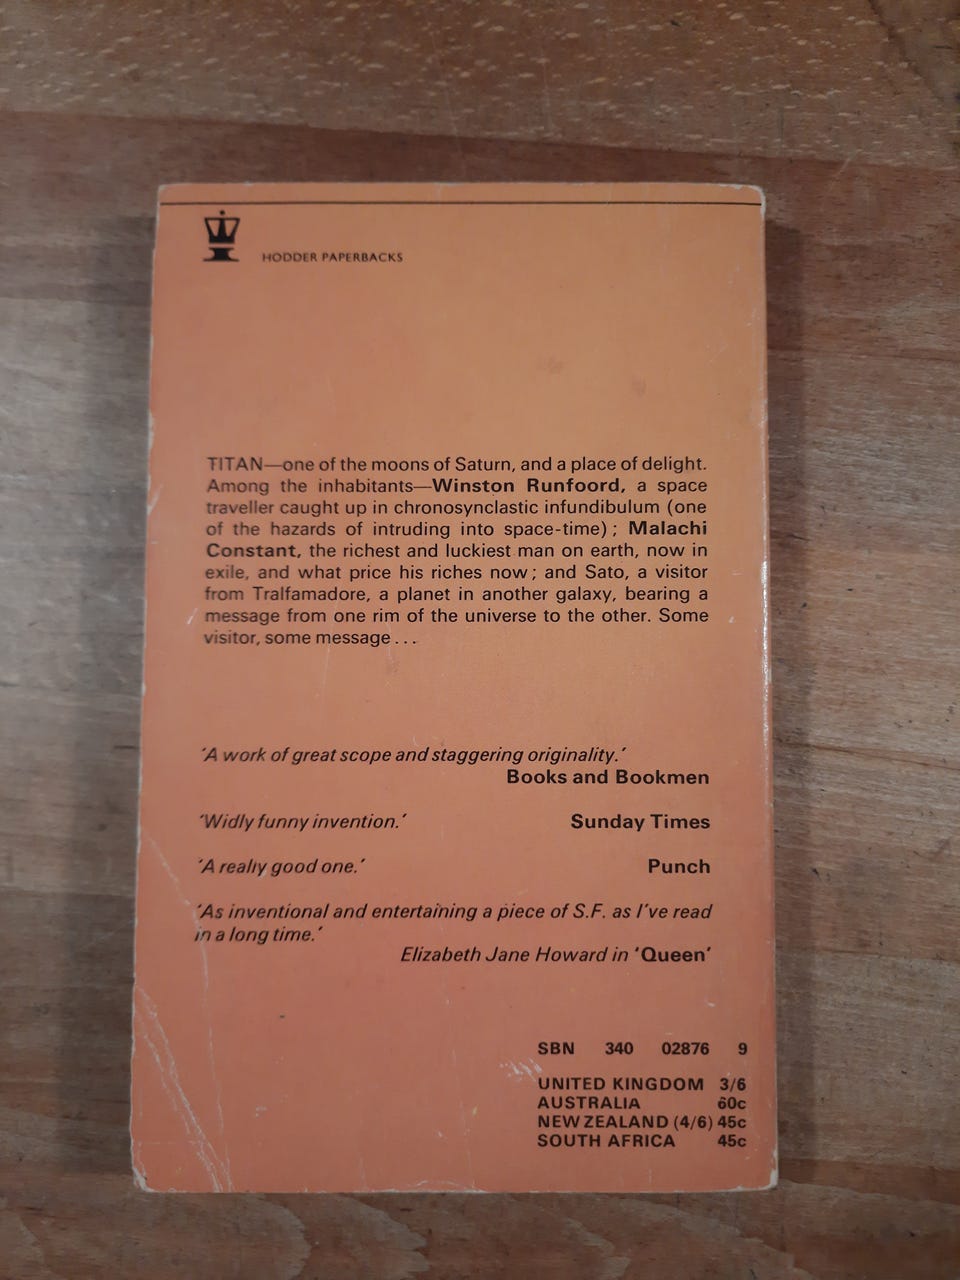 HODDER PAPERBACKS
TITAN—one of the moons of Saturn, and a place of delight.
Among the inhabitants—Winston Runfoord, a space
traveller caught up in chronosynclastic infundibulum (one
of the hazards of intruding into space-time); Malachi
Constant, the richest and luckiest man on earth, now in
exile, and what price his riches now; and Sato, a visitor
from Tralfamadore, a planet in another galaxy, bearing a
message from one rim of the universe to the other. Some
visitor, some message...
'A work of great scope and staggering originality.'
Books and Bookmen
'Widly funny invention.' Sunday Times
'A really good one.' Punch
'As inventional and entertaining a piece of S.F. as I've read
in a long time.'
Elizabeth Jane Howard in 'Queen'
SBN 340 02876 9
UNITED KINGDOM 3/6
AUSTRALIA 60c
NEW ZEALAND (4/6) 45c
SOUTH AFRICA 45c